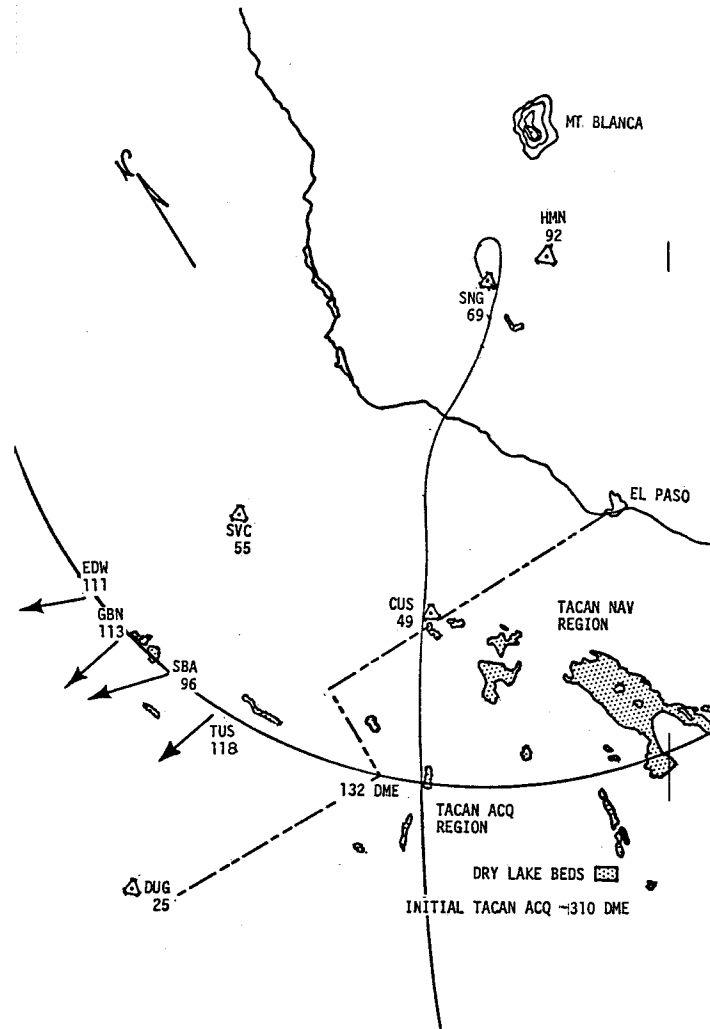 N
MT. BLANCA
HMN
92
SNG
69
EL PASO
SVC
55
EDW
111
CUS
49
TACAN NAV
REGION
GBN
113
SBA
96
TUS
118
132 DME
TACAN ACQ
REGION
DRY LAKE BEDS
DUG
25
INITIAL TACAN ACQ ~310 DME